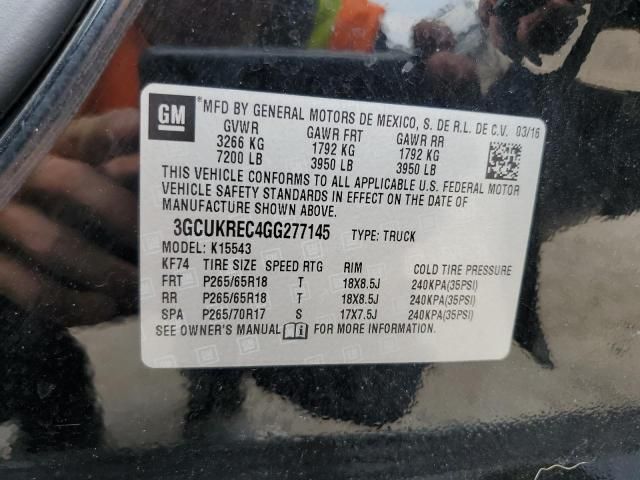 GM ® MFD BY GENERAL MOTORS DE MEXICO, S. DE R.L. DE C.V. 03/16
GVWR GAWR FRT GAWR RR
3266 KG 1792 KG 1792 KG
7200 LB 3950 LB 3950 LB
THIS VEHICLE CONFORMS TO ALL APPLICABLE U.S. FEDERAL MOTOR
VEHICLE SAFETY STANDARDS IN EFFECT ON THE DATE OF
MANUFACTURE SHOWN ABOVE.
3GCUKREC4GG277145 TYPE: TRUCK
MODEL: K15543
KF74 TIRE SIZE SPEED RTG RIM COLD TIRE PRESSURE
FRT P265/65R18 T 18X8.5J 240KPA(35PSI)
RR P265/65R18 T 18X8.5J 240KPA(35PSI)
SPA P265/70R17 S 17X7.5J 240KPA(35PSI)
SEE OWNER'S MANUAL FOR MORE INFORMATION.